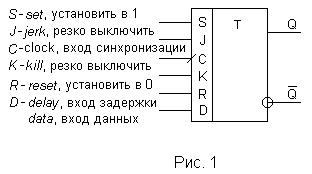 S-set, установить в 1
J-jerk, резко выключить
C-clock, вход синхронизации
K-kill, резко выключить
R-reset, установить в 0
D-delay, вход задержки
data, вход данных
S
J
C
K
R
D
T
Q
Q̅
Рис. 1